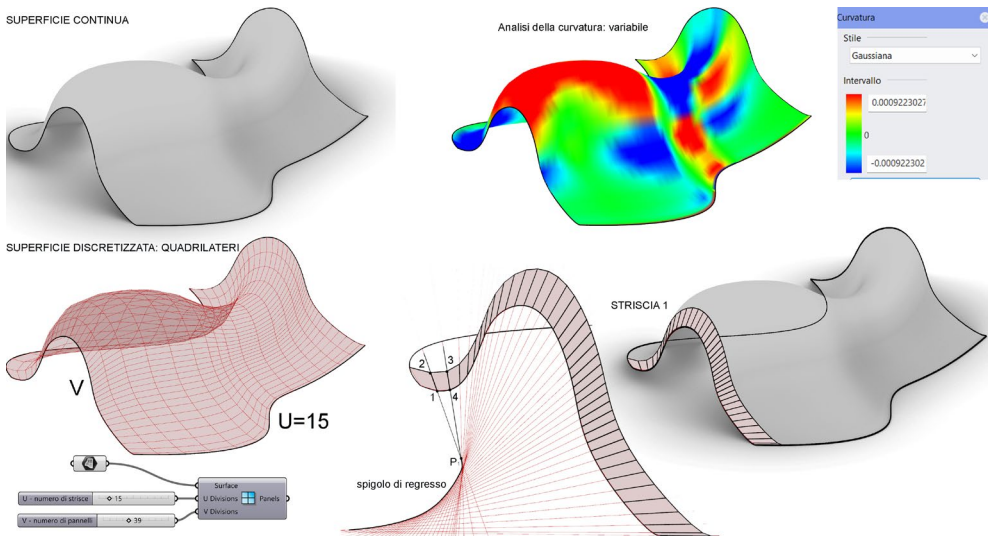 SUPERFICIE CONTINUA
Analisi della curvatura: variabile
Curvatura
Stile
Gaussiana
Intervallo
0.0009223027
0
-0.000922302
SUPERFICIE DISCRETIZZATA: QUADRILATERI
V
U=15
STRISCIA 1
2
3
1
4
P
spigolo di regresso
Surface
U Divisions
V Divisions
Panels
U - numero di strisce
15
V - numero di pannelli
39